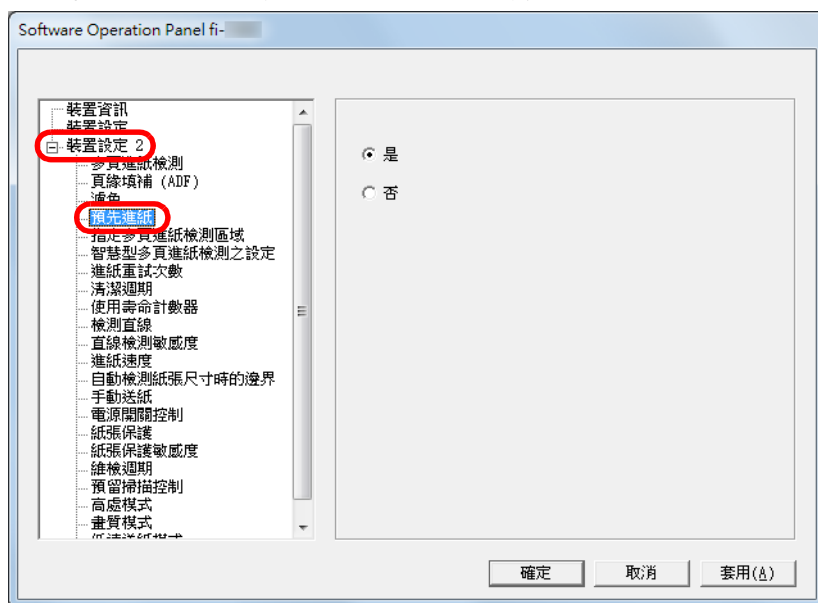 Software Operation Panel fi-
裝置資訊
裝置設定
裝置設定 2
多頁進紙檢測
頁緣填補 (ADF)
濾色
預先進紙
指定多頁進紙檢測區域
智慧型多頁進紙檢測之設定
進紙重試次數
清潔週期
使用壽命計數器
檢測直線
直線檢測敏感度
進紙速度
自動檢測紙張尺寸時的邊界
手動送紙
電源開關控制
紙張保護
紙張保護敏感度
維檢週期
預留掃描控制
高處模式
畫質模式
低速送紙模式
是
否
確定
取消
套用(A)